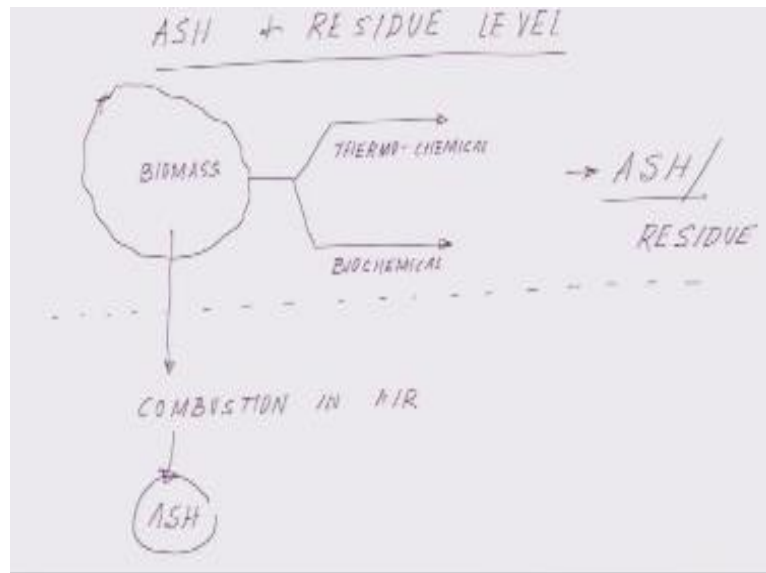 ASH + RESIDUE LEVEL
BIOMASS
THERMO-CHEMICAL
→ ASH/
RESIDUE
BIOCHEMICAL
COMBUSTION IN AIR
ASH